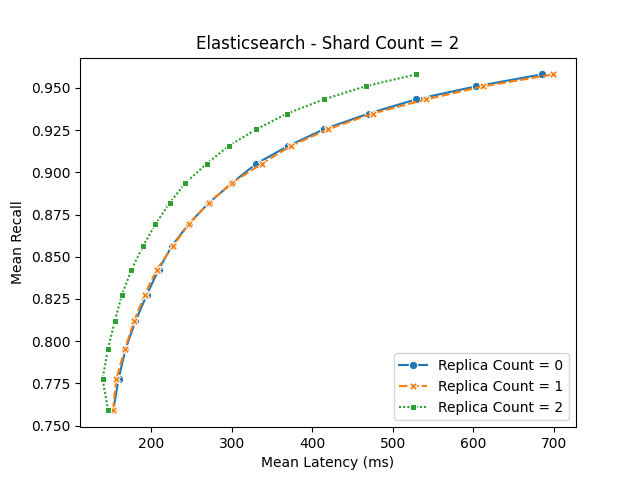 Elasticsearch - Shard Count = 2
Mean Recall
0.950
0.925
0.900
0.875
0.850
0.825
0.800
0.775
0.750
Replica Count = 0
Replica Count = 1
Replica Count = 2
200 300 400 500 600 700
Mean Latency (ms)